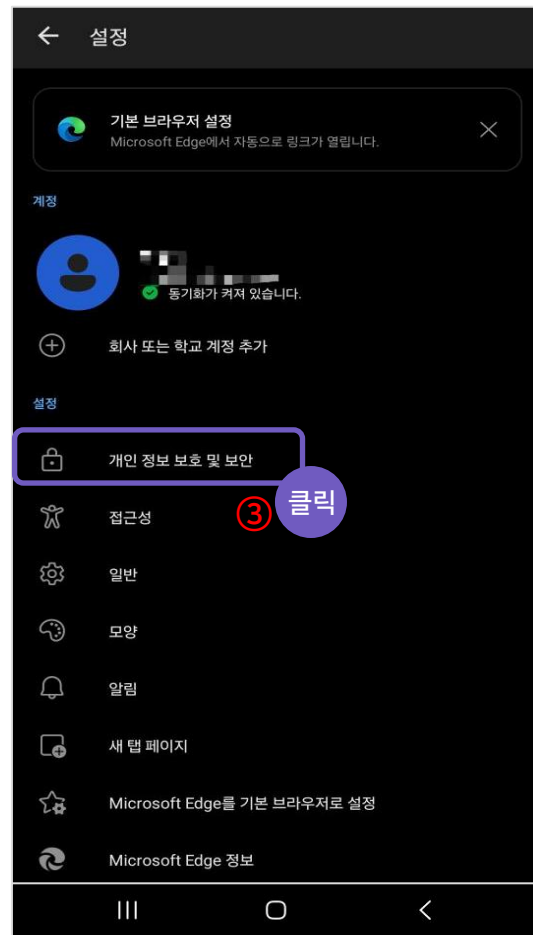 설정
기본 브라우저 설정
Microsoft Edge에서 자동으로 링크가 열립니다.
계정
동기화가 켜져 있습니다.
회사 또는 학교 계정 추가
설정
개인 정보 보호 및 보안
클릭
③
접근성
일반
모양
알림
새 탭 페이지
Microsoft Edge를 기본 브라우저로 설정
Microsoft Edge 정보